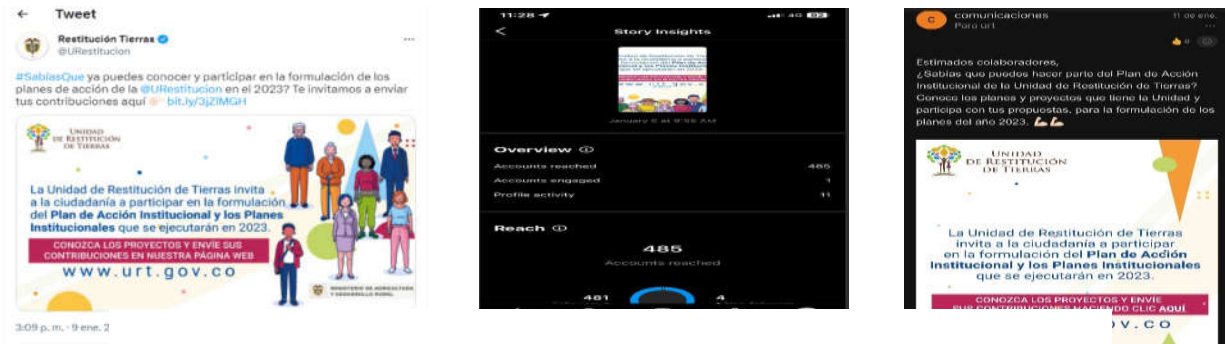 ← Tweet
Restitución Tierras
@URestitucion
#SabíasQue ya puedes conocer y participar en la formulación de los
planes de acción de la @URestitucion en el 2023? Te invitamos a enviar
tus contribuciones aquí 👉🏻 bit.ly/3jZIMGH
UNIDAD
DE RESTITUCIÓN
DE TIERRAS
La Unidad de Restitución de Tierras invita
a la ciudadanía a participar en la formulación
del Plan de Acción Institucional y los Planes
Institucionales que se ejecutarán en 2023.
CONOZCA LOS PROYECTOS Y ENVÍE SUS
CONTRIBUCIONES EN NUESTRA PÁGINA WEB
www.urt.gov.co
MINISTERIO DE AGRICULTURA
Y DESARROLLO RURAL
3:09 p. m. · 9 ene. 2
11:28
4G
Story Insights
January 6 at 9:58 AM
Overview
Accounts reached 485
Accounts engaged 1
Profile activity 11
Reach
485
Accounts reached
481 4
C
comunicaciones 11 de ene.
Para url
Estimados colaboradores,
¿Sabías que puedes hacer parte del Plan de Acción
Institucional de la Unidad de Restitución de Tierras?
Conoce los planes y proyectos que tiene la Unidad y
participa con tus propuestas, para la formulación de los
planes del año 2023. 💪🏻💪🏻
UNIDAD
DE RESTITUCIÓN
DE TIERRAS
La Unidad de Restitución de Tierras
invita a la ciudadanía a participar
en la formulación del Plan de Acción
Institucional y los Planes Institucionales
que se ejecutarán en 2023.
CONOZCA LOS PROYECTOS Y ENVÍE
SUS CONTRIBUCIONES HACIENDO CLIC AQUÍ
OV.CO